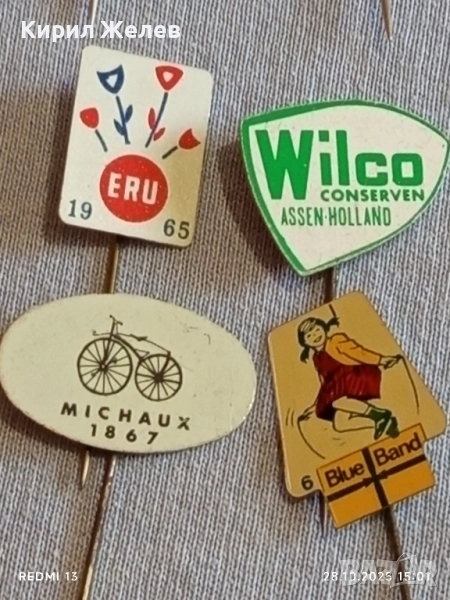 Кирил Желев
ERU
19 65
Wilco
CONSERVEN
ASSEN-HOLLAND
MICHAUX
1867
6
Blue Band
REDMI 13
28.10.2025 15:01